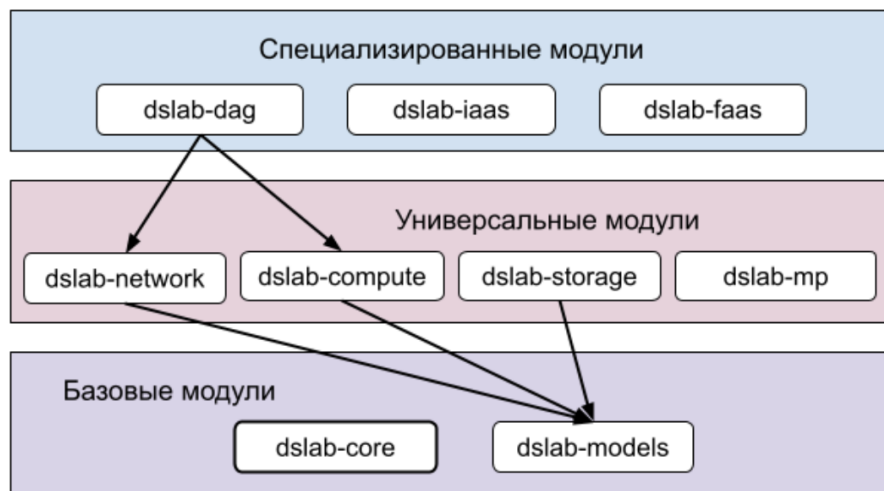 Специализированные модули
dslab-dag
dslab-iaas
dslab-faas
Универсальные модули
dslab-network
dslab-compute
dslab-storage
dslab-mp
Базовые модули
dslab-core
dslab-models